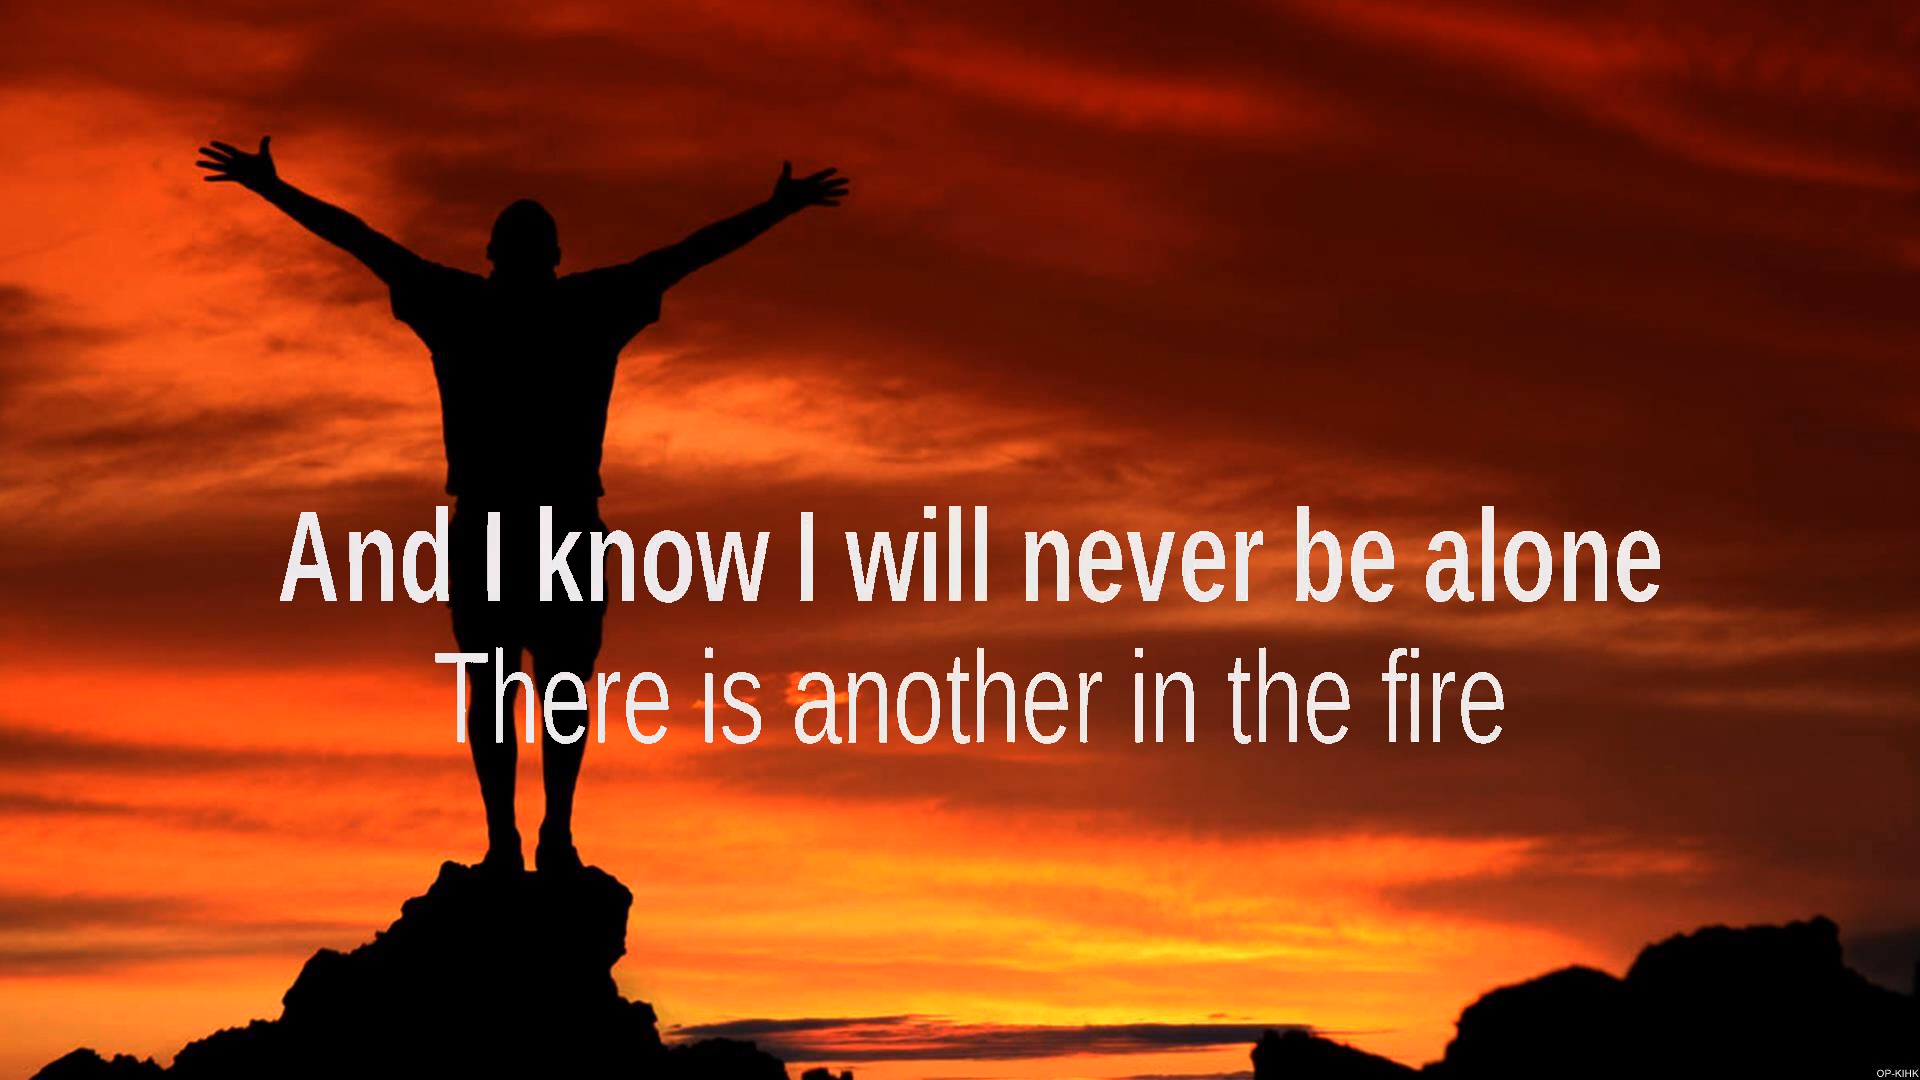 And I know I will never be alone
There is another in the fire
OP-KIHK